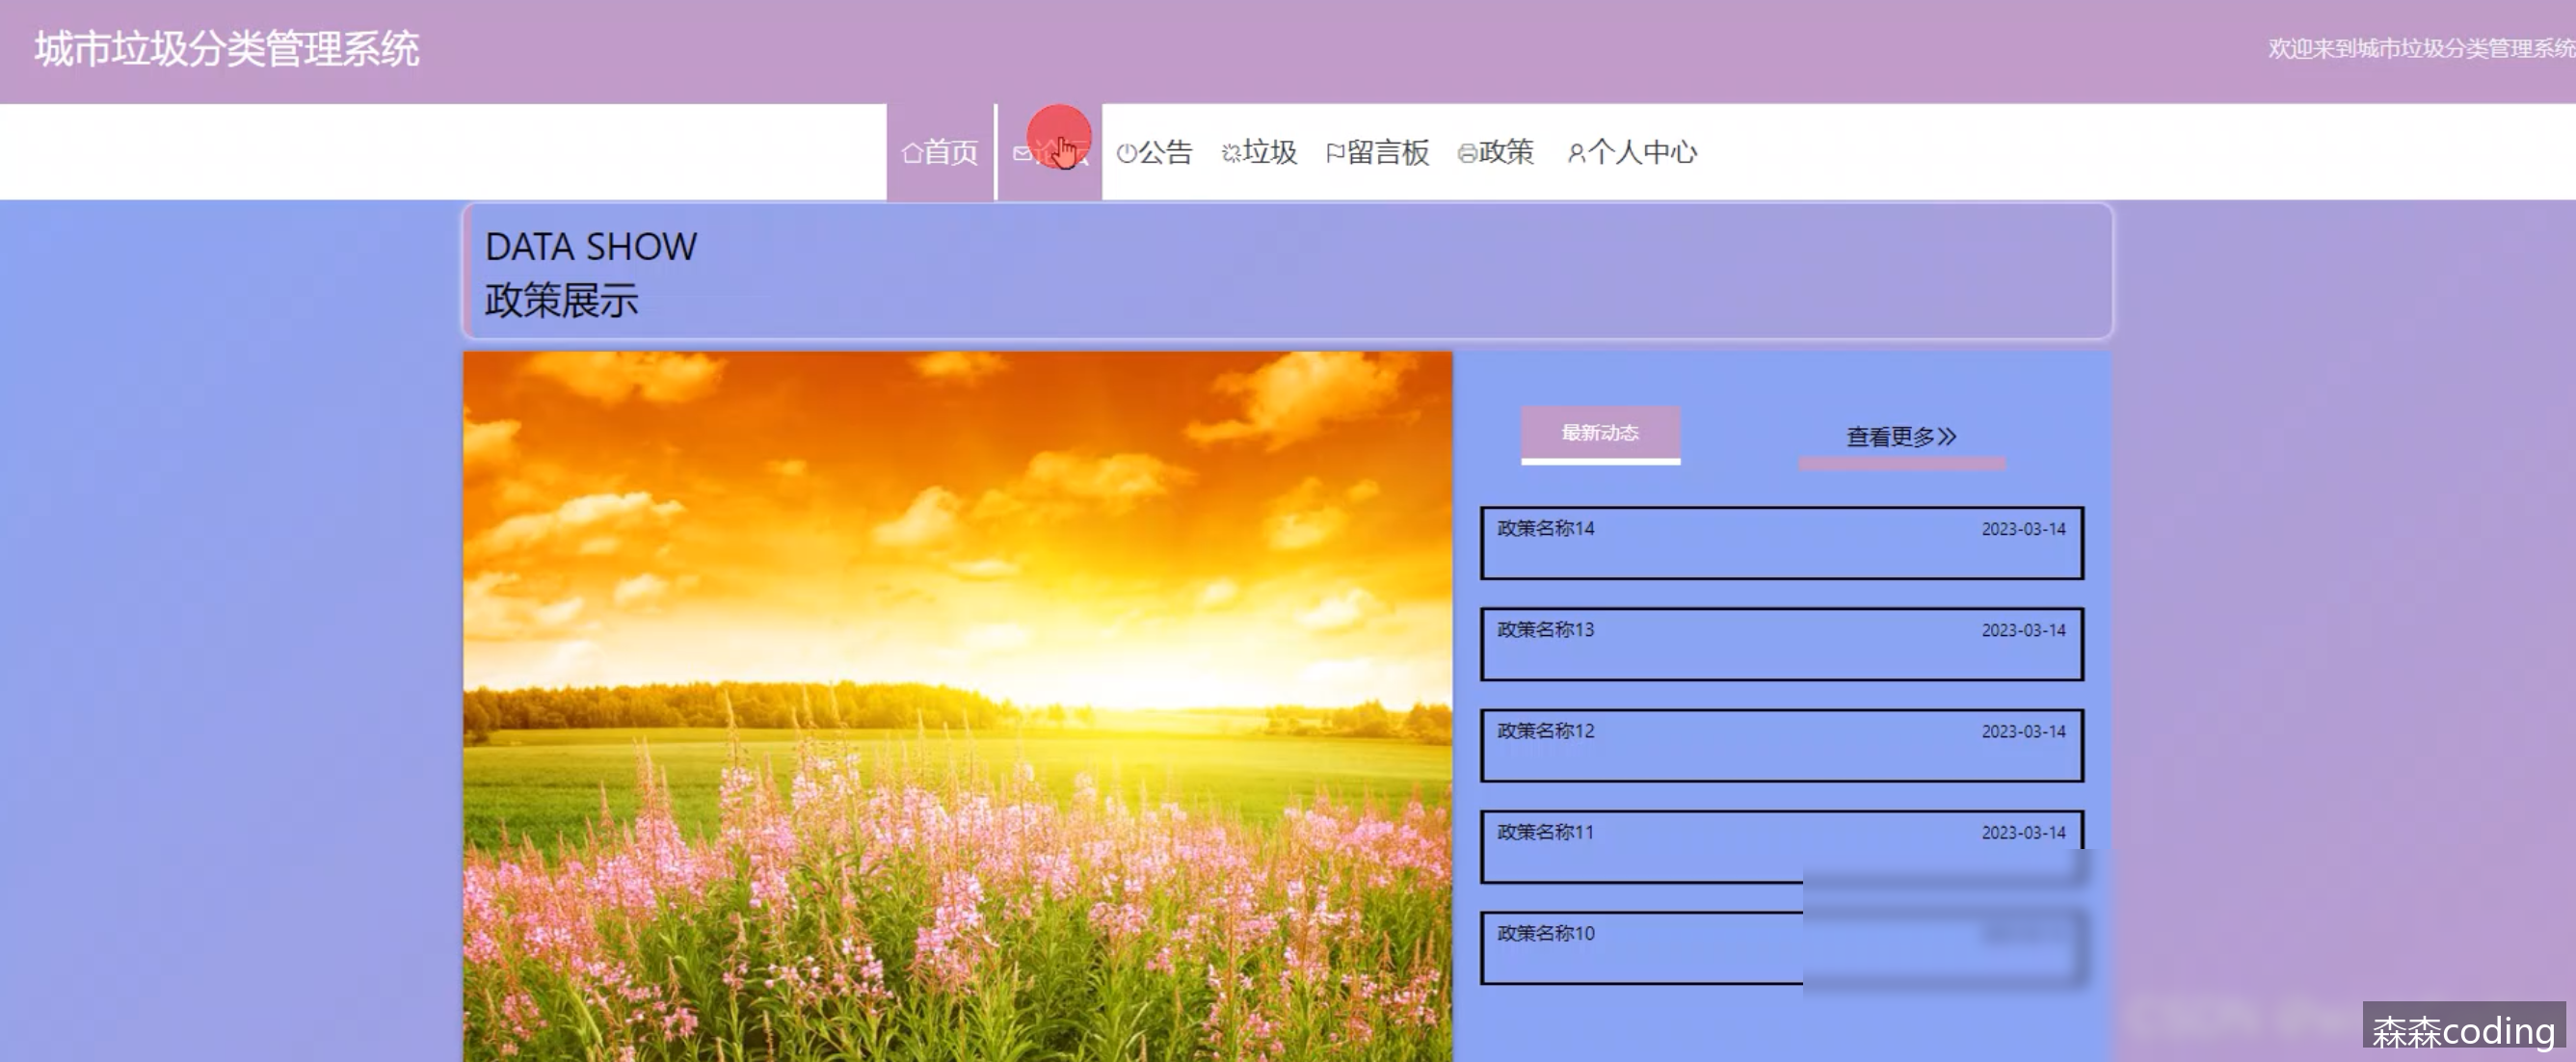 城市垃圾分类管理系统
欢迎来到城市垃圾分类管理系统
首页 公告 垃圾 留言板 政策 个人中心
DATA SHOW
政策展示
最新动态 查看更多
政策名称14 2023-03-14
政策名称13 2023-03-14
政策名称12 2023-03-14
政策名称11 2023-03-14
政策名称10
森森coding